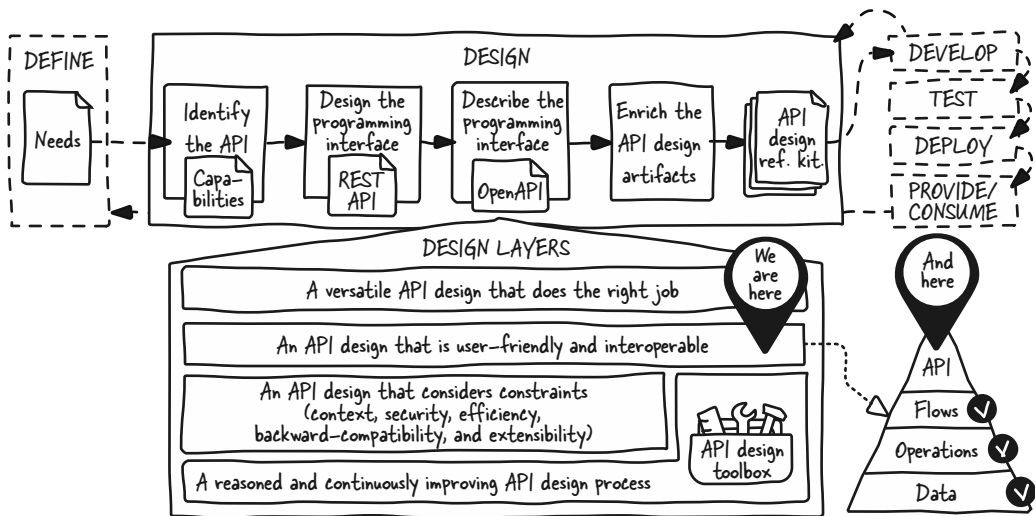 DEFINE
Needs
DESIGN
Identify
the API
Capa-
bilities
Design the
programming
interface
REST
API
Describe the
programming
interface
OpenAPI
Enrich the
API design
artifacts
API
design
ref. kit.
DEVELOP
TEST
DEPLOY
PROVIDE/
CONSUME
DESIGN LAYERS
A versatile API design that does the right job
An API design that is user-friendly and interoperable
An API design that considers constraints
(context, security, efficiency,
backward-compatibility, and extensibility)
A reasoned and continuously improving API design process
API design
toolbox
We
are
here
And
here
API
Flows
Operations
Data